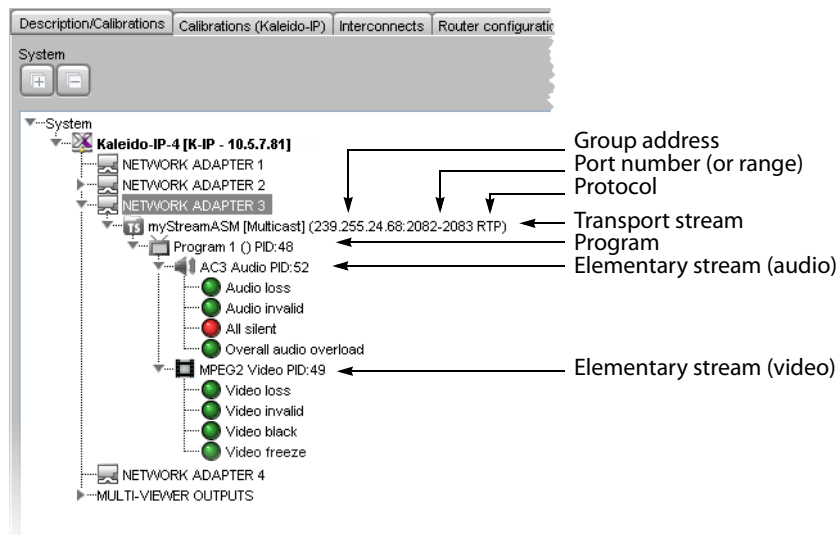 Description/Calibrations Calibrations (Kaleido-IP) Interconnects Router configuratic
System
System
Kaleido-IP-4 [K-IP - 10.5.7.81]
NETWORK ADAPTER 1
NETWORK ADAPTER 2
NETWORK ADAPTER 3
TS myStreamASM [Multicast] (239.255.24.68:2082-2083 RTP)
Program 1 () PID:48
AC3 Audio PID:52
Audio loss
Audio invalid
All silent
Overall audio overload
MPEG2 Video PID:49
Video loss
Video invalid
Video black
Video freeze
NETWORK ADAPTER 4
MULTI-VIEWER OUTPUTS
Group address
Port number (or range)
Protocol
Transport stream
Program
Elementary stream (audio)
Elementary stream (video)